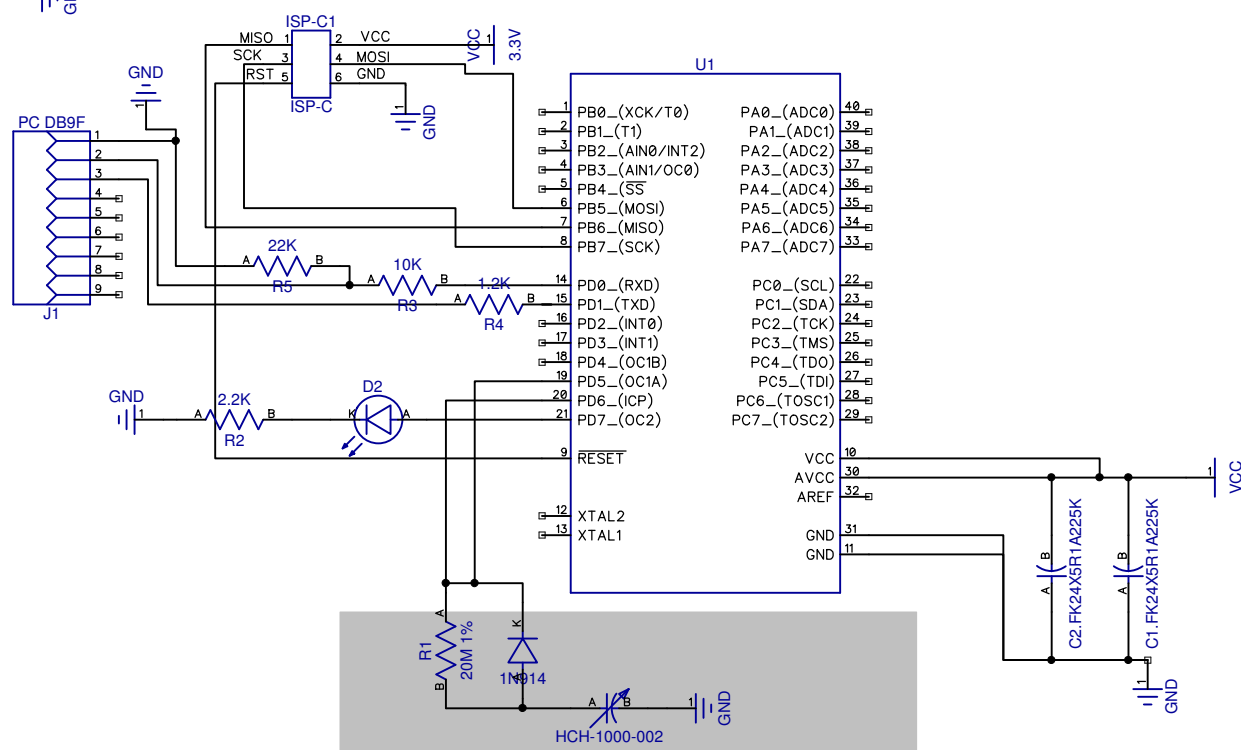 GND
ISP-C1
MISO 1 2 VCC
SCK 3 4 MOSI
RST 5 6 GND
ISP-C
VCC 1
3.3V
1 GND
GND
1
PC DB9F
1
2
3
4
5
6
7
8
9
J1
A 22K B
R5
A 10K B
R3
A 1.2K B
R4
GND
1
A 2.2K B
R2
D2
K A
U1
1 PB0_(XCK/T0)
2 PB1_(T1)
3 PB2_(AIN0/INT2)
4 PB3_(AIN1/OC0)
5 PB4_(SS
6 PB5_(MOSI)
7 PB6_(MISO)
8 PB7_(SCK)
14 PD0_(RXD)
15 PD1_(TXD)
16 PD2_(INT0)
17 PD3_(INT1)
18 PD4_(OC1B)
19 PD5_(OC1A)
20 PD6_(ICP)
21 PD7_(OC2)
9 RESET
12 XTAL2
13 XTAL1
PA0_(ADC0) 40
PA1_(ADC1) 39
PA2_(ADC2) 38
PA3_(ADC3) 37
PA4_(ADC4) 36
PA5_(ADC5) 35
PA6_(ADC6) 34
PA7_(ADC7) 33
PC0_(SCL) 22
PC1_(SDA) 23
PC2_(TCK) 24
PC3_(TMS) 25
PC4_(TDO) 26
PC5_(TDI) 27
PC6_(TOSC1) 28
PC7_(TOSC2) 29
VCC 10
AVCC 30
AREF 32
GND 31
GND 11
1 VCC
B A
C2.FK24X5R1A225K
B A
C1.FK24X5R1A225K
1 GND
A
R1
20M 1%
B
K
1N914
A
A B
HCH-1000-002
1 GND